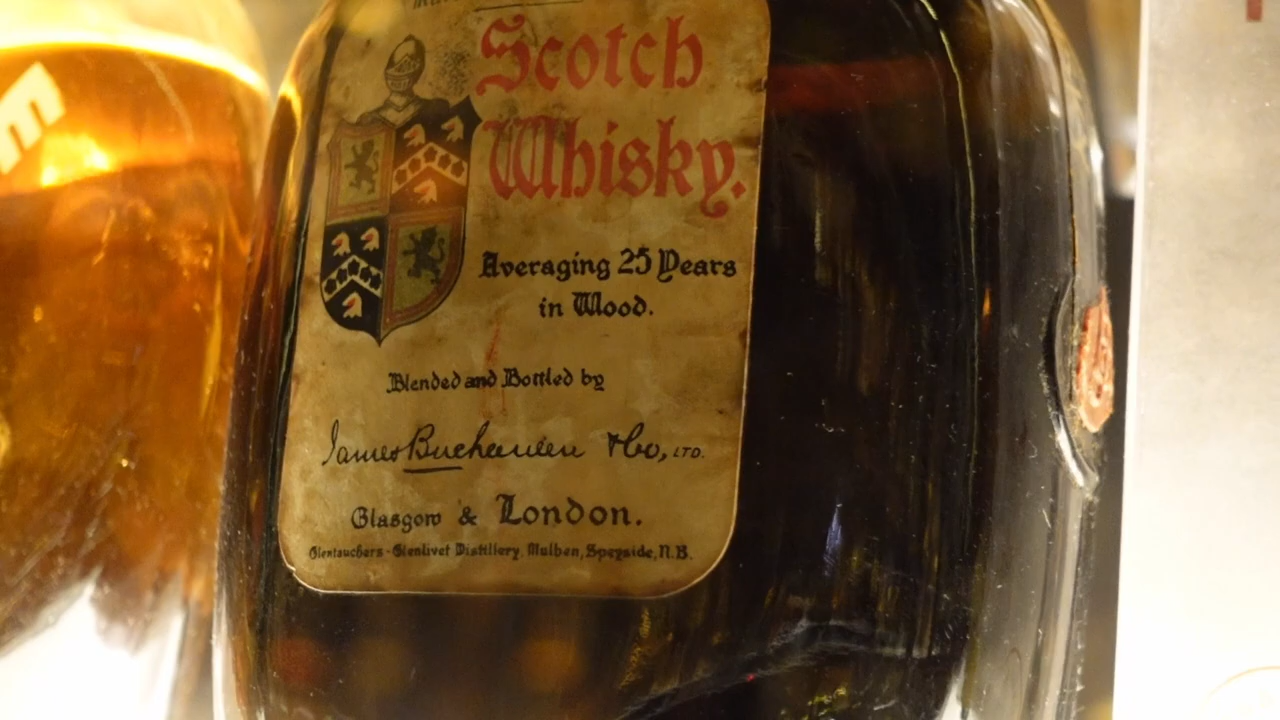 Scotch
Whisky.
Averaging 25 Years
in Wood.
Blended and Bottled by
James Buchanan & Co, LTD.
Glasgow & London.
Glentauchers-Glenlivet Distillery, Mulben, Speyside, N.B.
m